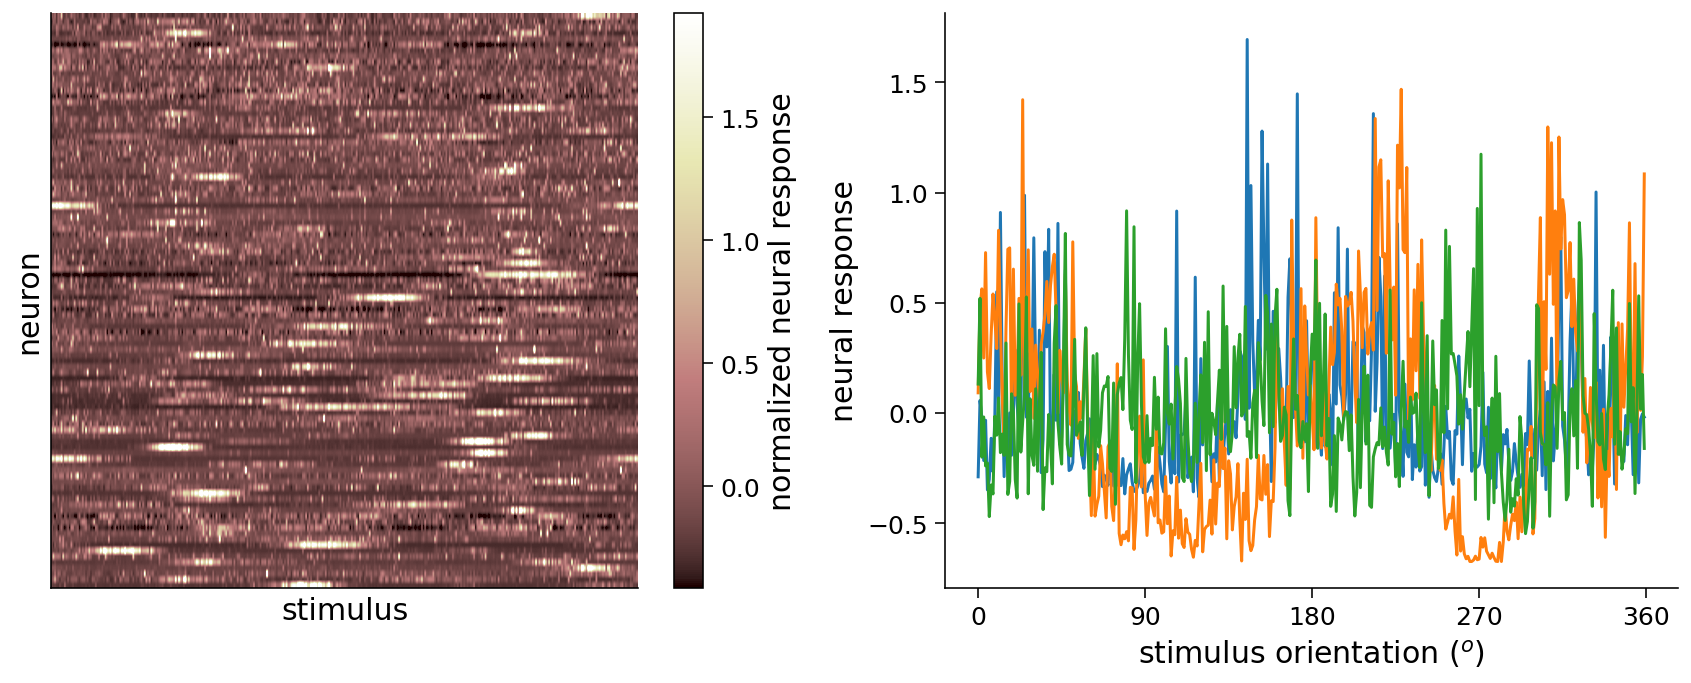 neuron
stimulus
1.5
1.0
0.5
0.0
normalized neural response
neural response
1.5
1.0
0.5
0.0
−0.5
0 90 180 270 360
stimulus orientation (o)